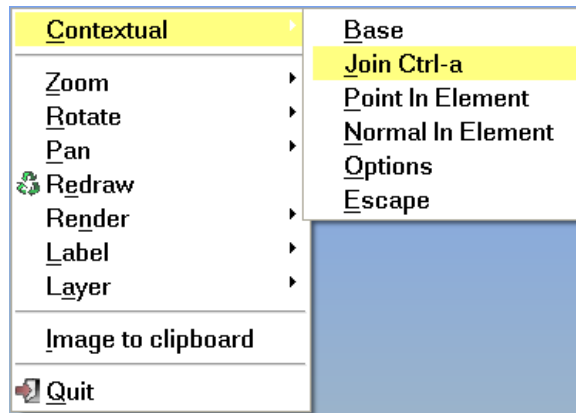 Contextual
Zoom
Rotate
Pan
Redraw
Render
Label
Layer
Image to clipboard
Quit
Base
Join Ctrl-a
Point In Element
Normal In Element
Options
Escape